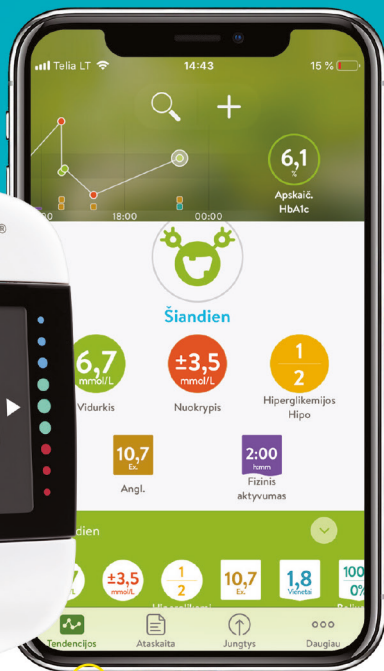 Telia LT 14:43 15 %
6,1
%
Apskaič.
HbA1c
18:00 00:00
®
Šiandien
6,7
mmol/L
Vidurkis
±3,5
mmol/L
Nuokrypis
1
2
Hiperglikemijos
Hipo
10,7
Ex.
Angl.
2:00
h:mm
Fizinis
aktyvumas
±3,5
mmol/L
1
2
10,7
Ex.
1,8
Vienetai
100
0%
Tendencijos Ataskaita Jungtys Daugiau